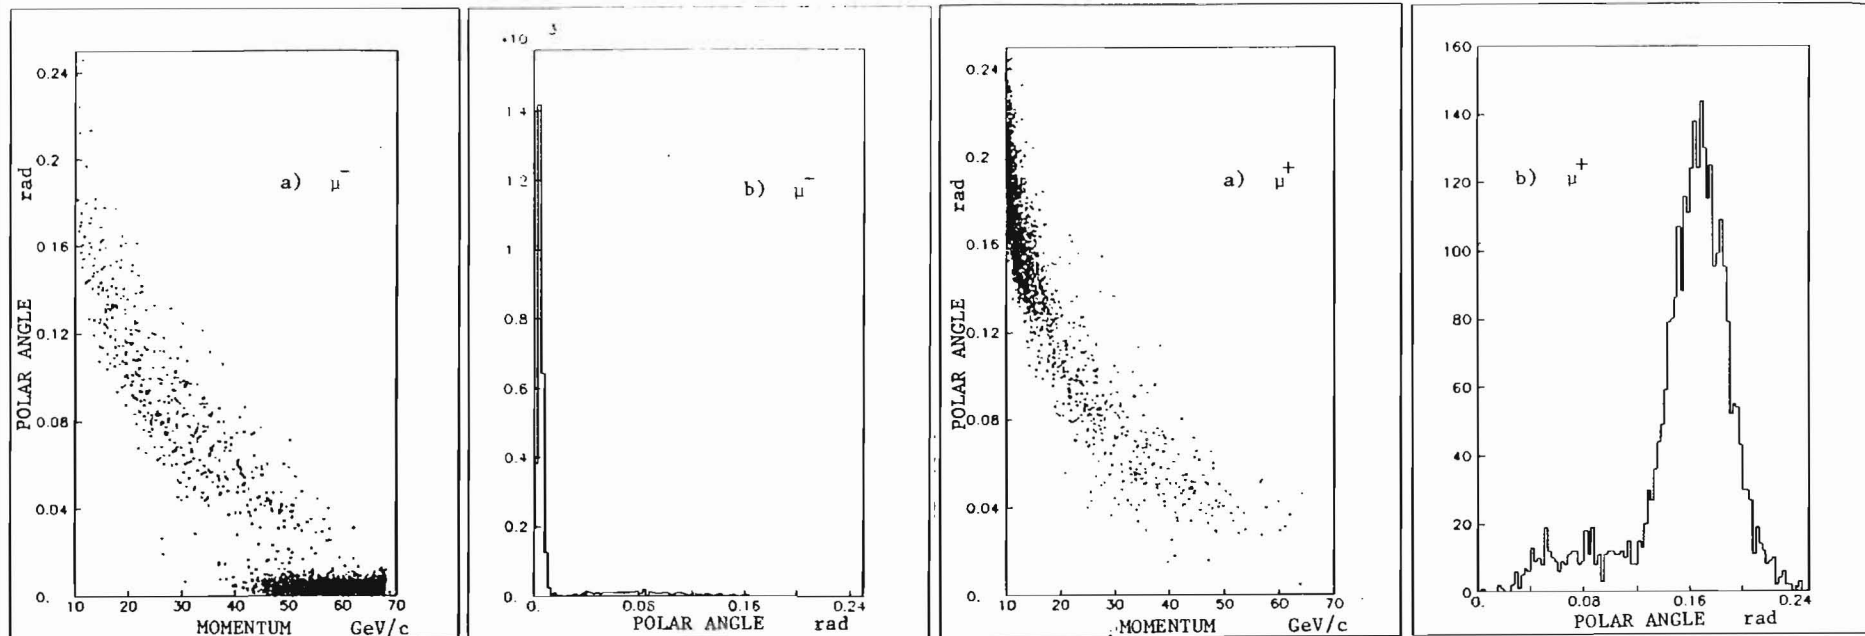 0.24
0.2
0.16
0.12
0.08
0.04
0.
POLAR ANGLE rad
a) μ⁻
10 20 30 40 50 60 70
MOMENTUM GeV/c
•10 3
1 4
1 2
1
0.8
0.6
0.4
0.2
0.
b) μ⁻
0. 0.08 0.16 0.24
POLAR ANGLE rad
0.24
0.2
0.16
0.12
0.08
0.04
0.
POLAR ANGLE rad
a) μ⁺
10 20 30 40 50 60 70
MOMENTUM GeV/c
160
140
120
100
80
60
40
20
0
b) μ⁺
0. 0.08 0.16 0.24
POLAR ANGLE rad